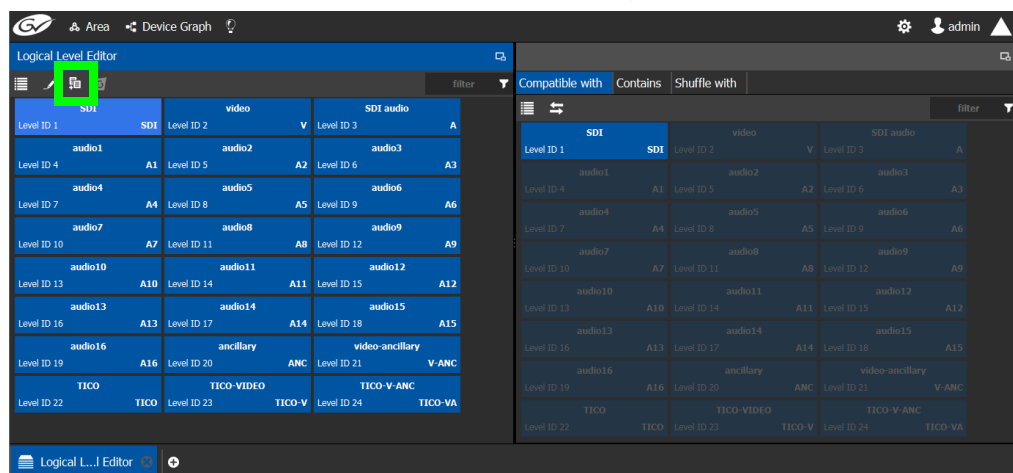 GV Area Device Graph admin
Logical Level Editor
filter
SDI video SDI audio
Level ID 1 SDI Level ID 2 V Level ID 3 A
audio1 audio2 audio3
Level ID 4 A1 Level ID 5 A2 Level ID 6 A3
audio4 audio5 audio6
Level ID 7 A4 Level ID 8 A5 Level ID 9 A6
audio7 audio8 audio9
Level ID 10 A7 Level ID 11 A8 Level ID 12 A9
audio10 audio11 audio12
Level ID 13 A10 Level ID 14 A11 Level ID 15 A12
audio13 audio14 audio15
Level ID 16 A13 Level ID 17 A14 Level ID 18 A15
audio16 ancillary video-ancillary
Level ID 19 A16 Level ID 20 ANC Level ID 21 V-ANC
TICO TICO-VIDEO TICO-V-ANC
Level ID 22 TICO Level ID 23 TICO-V Level ID 24 TICO-VA
Compatible with Contains Shuffle with
filter
SDI video SDI audio
Level ID 1 SDI Level ID 2 V Level ID 3 A
audio1 audio2 audio3
Level ID 4 A1 Level ID 5 A2 Level ID 6 A3
audio4 audio5 audio6
Level ID 7 A4 Level ID 8 A5 Level ID 9 A6
audio7 audio8 audio9
Level ID 10 A7 Level ID 11 A8 Level ID 12 A9
audio10 audio11 audio12
Level ID 13 A10 Level ID 14 A11 Level ID 15 A12
audio13 audio14 audio15
Level ID 16 A13 Level ID 17 A14 Level ID 18 A15
audio16 ancillary video-ancillary
Level ID 19 A16 Level ID 20 ANC Level ID 21 V-ANC
TICO TICO-VIDEO TICO-V-ANC
Level ID 22 TICO Level ID 23 TICO-V Level ID 24 TICO-VA
Logical L...l Editor